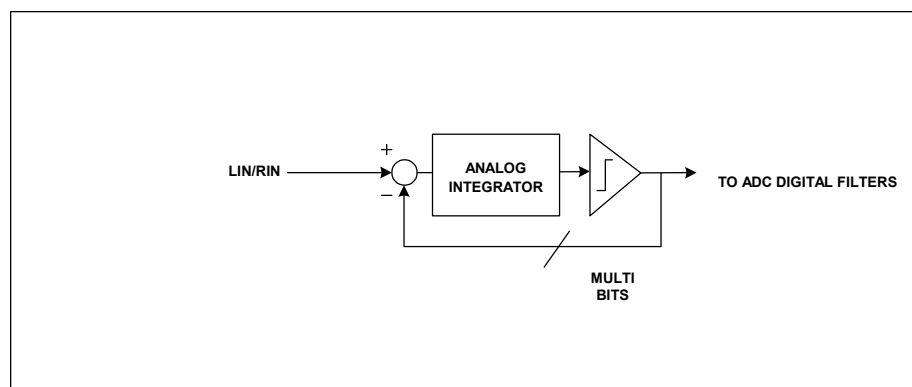 +
LIN/RIN
−
ANALOG
INTEGRATOR
TO ADC DIGITAL FILTERS
MULTI
BITS